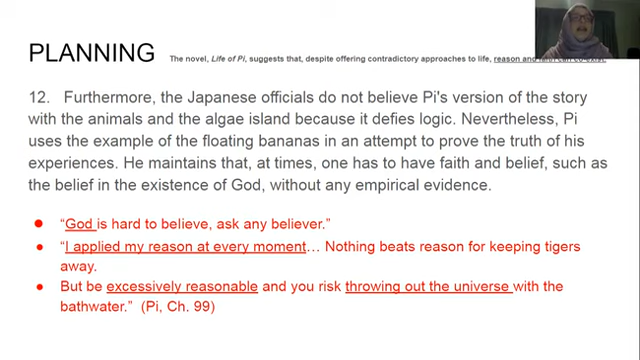 PLANNING The novel, Life of Pi, suggests that, despite offering contradictory approaches to life, reason and faith can co-exist.
12. Furthermore, the Japanese officials do not believe Pi's version of the story
with the animals and the algae island because it defies logic. Nevertheless, Pi
uses the example of the floating bananas in an attempt to prove the truth of his
experiences. He maintains that, at times, one has to have faith and belief, such as
the belief in the existence of God, without any empirical evidence.
● “God is hard to believe, ask any believer.”
● “I applied my reason at every moment… Nothing beats reason for keeping tigers
away.
● But be excessively reasonable and you risk throwing out the universe with the
bathwater.” (Pi, Ch. 99)